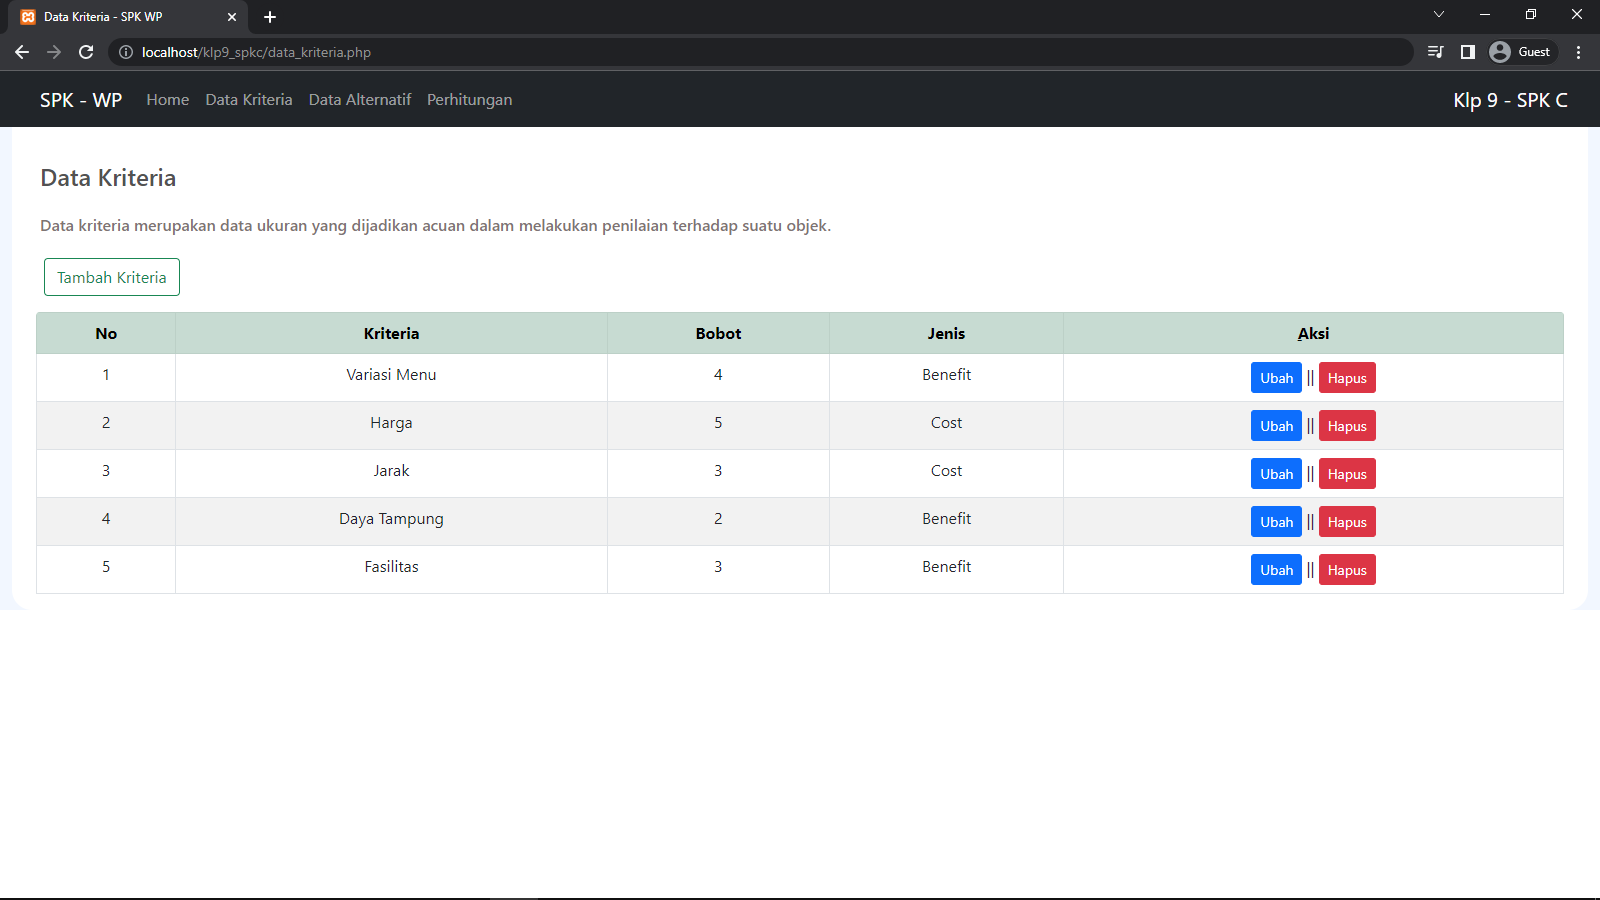 Data Kriteria - SPK WP
localhost/klp9_spkc/data_kriteria.php
Guest
SPK - WP Home Data Kriteria Data Alternatif Perhitungan Klp 9 - SPK C
Data Kriteria
Data kriteria merupakan data ukuran yang dijadikan acuan dalam melakukan penilaian terhadap suatu objek.
Tambah Kriteria
No Kriteria Bobot Jenis Aksi
1 Variasi Menu 4 Benefit Ubah || Hapus
2 Harga 5 Cost Ubah || Hapus
3 Jarak 3 Cost Ubah || Hapus
4 Daya Tampung 2 Benefit Ubah || Hapus
5 Fasilitas 3 Benefit Ubah || Hapus